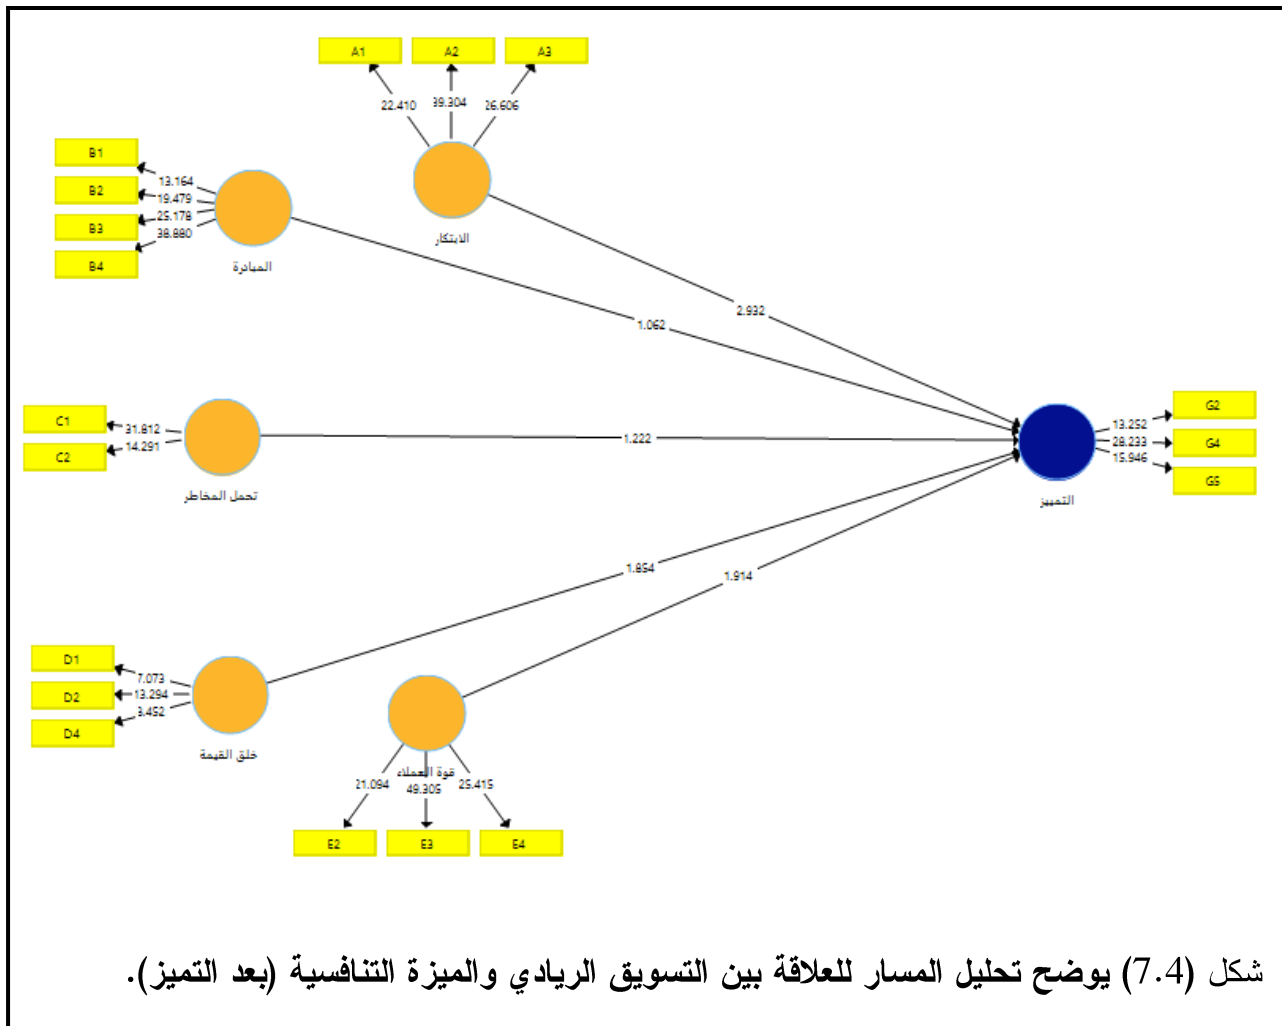 A1 A2 A3
22.410 39.304 26.606
الابتكار
B1
B2
B3
B4
13.164
19.479
25.178
38.880
المبادرة
2.932
1.062
C1
C2
31.812
14.291
تحمل المخاطر
1.222
G2
G4
G5
13.252
28.233
15.946
التمييز
1.854
1.914
D1
D2
D4
7.073
13.294
3.452
خلق القيمة
قوة العملاء
21.094 49.305 25.415
E2 E3 E4
شكل (7.4) يوضح تحليل المسار للعلاقة بين التسويق الريادي والميزة التنافسية (بعد التميز).